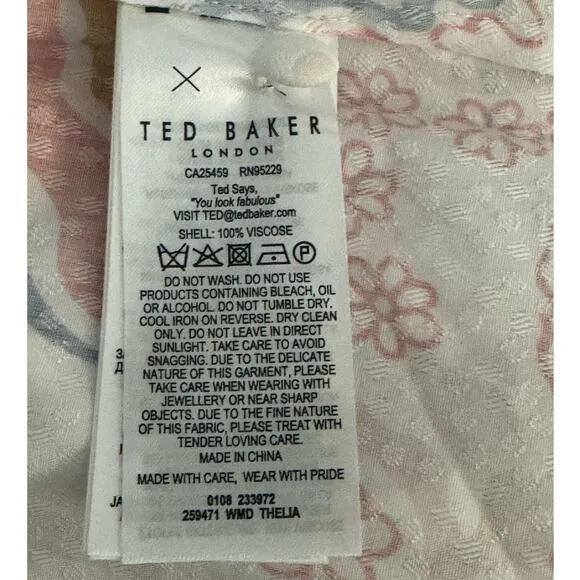 TED BAKER
LONDON
CA25459 RN95229
Ted Says,
"You look fabulous"
VISIT TED@tedbaker.com
SHELL: 100% VISCOSE
P
DO NOT WASH. DO NOT USE
PRODUCTS CONTAINING BLEACH, OIL
OR ALCOHOL. DO NOT TUMBLE DRY.
COOL IRON ON REVERSE. DRY CLEAN
ONLY. DO NOT LEAVE IN DIRECT
SUNLIGHT. TAKE CARE TO AVOID
SNAGGING. DUE TO THE DELICATE
NATURE OF THIS GARMENT, PLEASE
TAKE CARE WHEN WEARING WITH
JEWELLERY OR NEAR SHARP
OBJECTS. DUE TO THE FINE NATURE
OF THIS FABRIC, PLEASE TREAT WITH
TENDER LOVING CARE.
MADE IN CHINA
MADE WITH CARE, WEAR WITH PRIDE
0108 233972
259471 WMD THELIA
JA